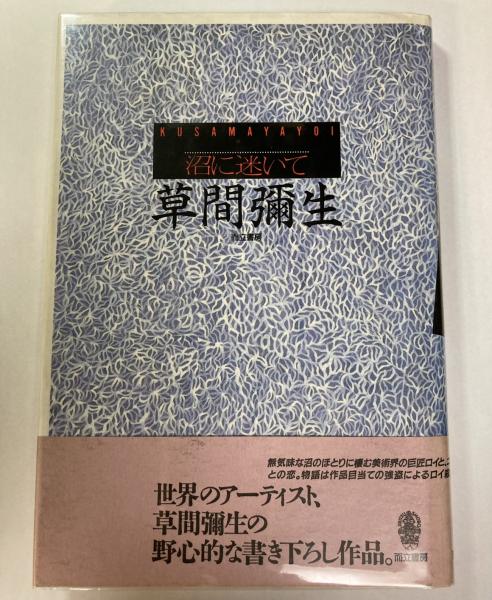 KUSAMAYAYOI
沼に迷いて
草間彌生
而立書房
無気味な沼のほとりに棲む美術界の巨匠ロイと、
との恋。物語は作品目当ての強盗によるロイ
世界のアーティスト、
草間彌生の
野心的な書き下ろし作品。
而立書房